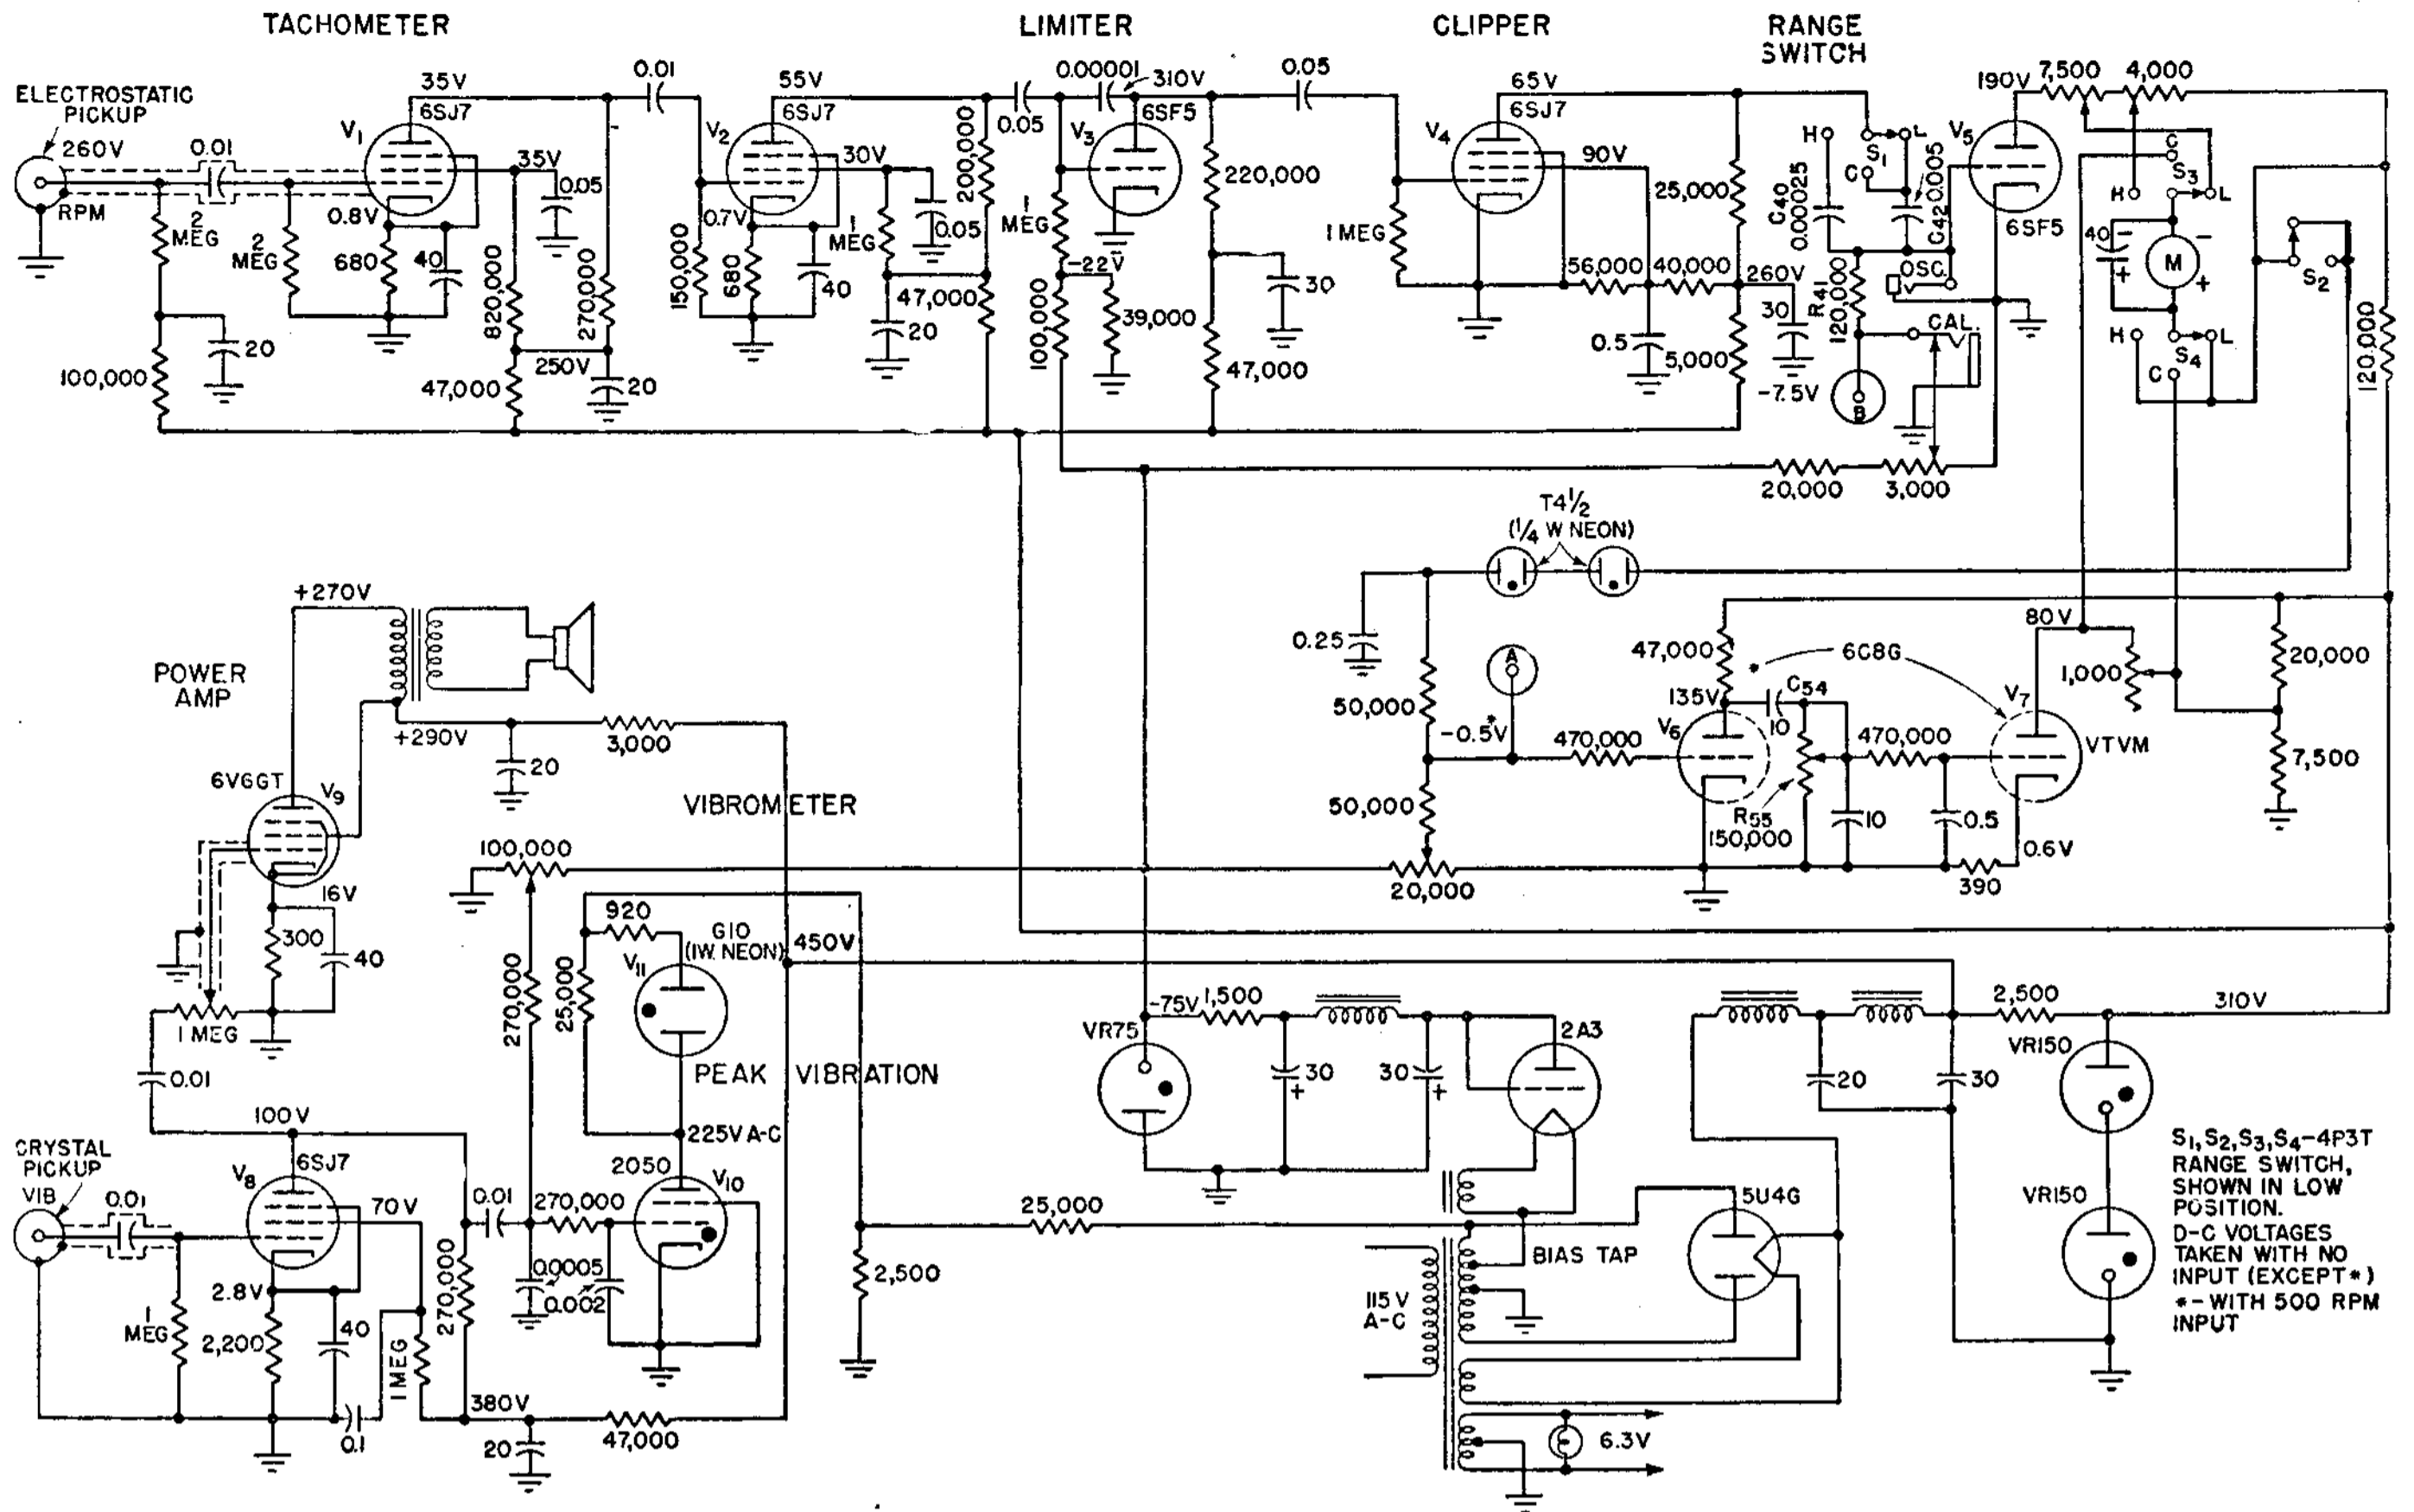 TACHOMETER
LIMITER
CLIPPER
RANGE
SWITCH
ELECTROSTATIC
PICKUP
260V
0.01
RPM
2
MEG
2
MEG
20
100,000
V1
35V
6SJ7
35V
0.05
0.8V
680
40
820,000
270,000
250V
47,000
20
0.01
V2
55V
6SJ7
30V
0.7V
150,000
680
40
1
MEG
0.05
200,000
47,000
20
0.05
0.00001
310V
6SF5
V3
1
MEG
-22V
100,000
39,000
220,000
30
47,000
0.05
V4
65V
6SJ7
90V
1 MEG
56,000
40,000
0.5
25,000
260V
5,000
30
H
C40
0.00025
S1
L
C
C42 0.005
OSC.
R41
120,000
CAL.
-7.5V
B
20,000
3,000
V5
190V
6SF5
7,500
4,000
C
S3
H
L
40
-
+
-
M
+
H
S4
L
C
S2
120,000
T4 1/2
(1/4 W NEON)
0.25
50,000
A
-0.5V*
50,000
470,000
20,000
47,000
*
6C8G
135V
C54
10
V6
R55
150,000
470,000
10
0.5
390
0.6V
V7
80V
VTVM
1,000
20,000
7,500
POWER
AMP
+270V
+290V
20
3,000
6V6GT
V9
16V
300
40
1 MEG
0.01
VIBROMETER
100,000
920
G10
(1W. NEON)
450V
V11
270,000
25,000
PEAK VIBRATION
225V A-C
100V
CRYSTAL
PICKUP
VIB
0.01
V8
6SJ7
70V
2.8V
1
MEG
2,200
40
0.1
1 MEG
270,000
0.01
270,000
2050
V10
0.0005
0.002
380V
20
47,000
25,000
2,500
-75V
1,500
VR75
30
+
30
+
2A3
5U4G
BIAS TAP
115V
A-C
6.3V
20
30
2,500
310V
VR150
VR150
S1,S2,S3,S4-4P3T
RANGE SWITCH,
SHOWN IN LOW
POSITION.
D-C VOLTAGES
TAKEN WITH NO
INPUT (EXCEPT*)
*-WITH 500 RPM
INPUT